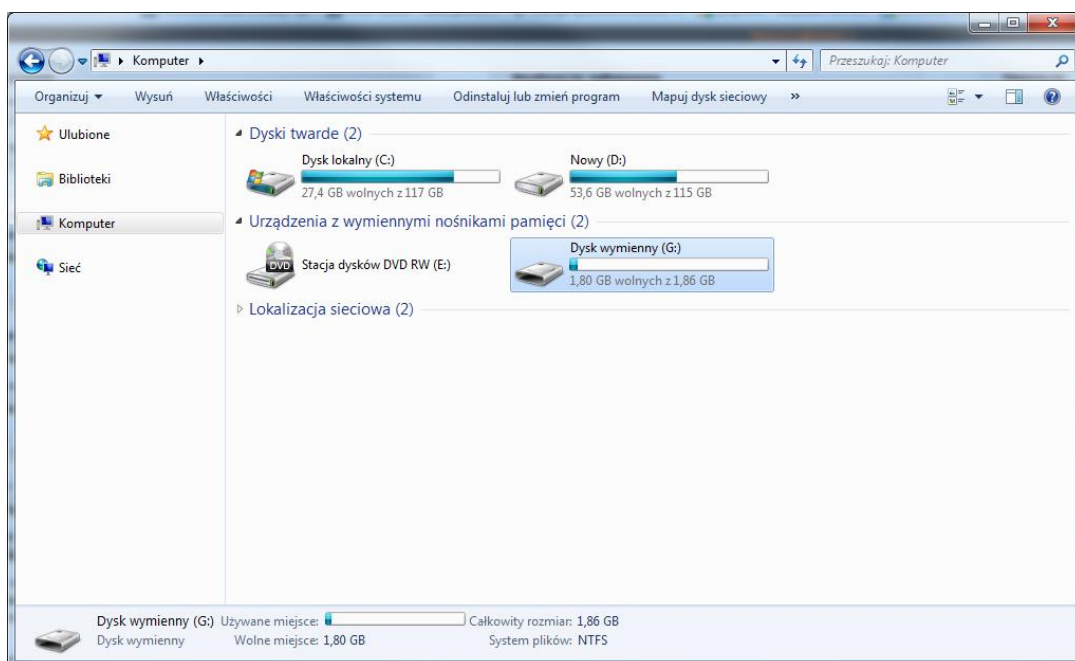 Komputer
Przeszukaj: Komputer
Organizuj
Wysuń
Właściwości
Właściwości systemu
Odinstaluj lub zmień program
Mapuj dysk sieciowy
»
Ulubione
Biblioteki
Komputer
Sieć
Dyski twarde (2)
Dysk lokalny (C:)
27,4 GB wolnych z 117 GB
Nowy (D:)
53,6 GB wolnych z 115 GB
Urządzenia z wymiennymi nośnikami pamięci (2)
DVD
Stacja dysków DVD RW (E:)
Dysk wymienny (G:)
1,80 GB wolnych z 1,86 GB
Lokalizacja sieciowa (2)
Dysk wymienny (G:) Używane miejsce: Całkowity rozmiar: 1,86 GB
Dysk wymienny Wolne miejsce: 1,80 GB System plików: NTFS